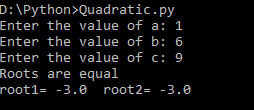 D:\Python>Quadratic.py
Enter the value of a: 1
Enter the value of b: 6
Enter the value of c: 9
Roots are equal
root1= -3.0  root2= -3.0